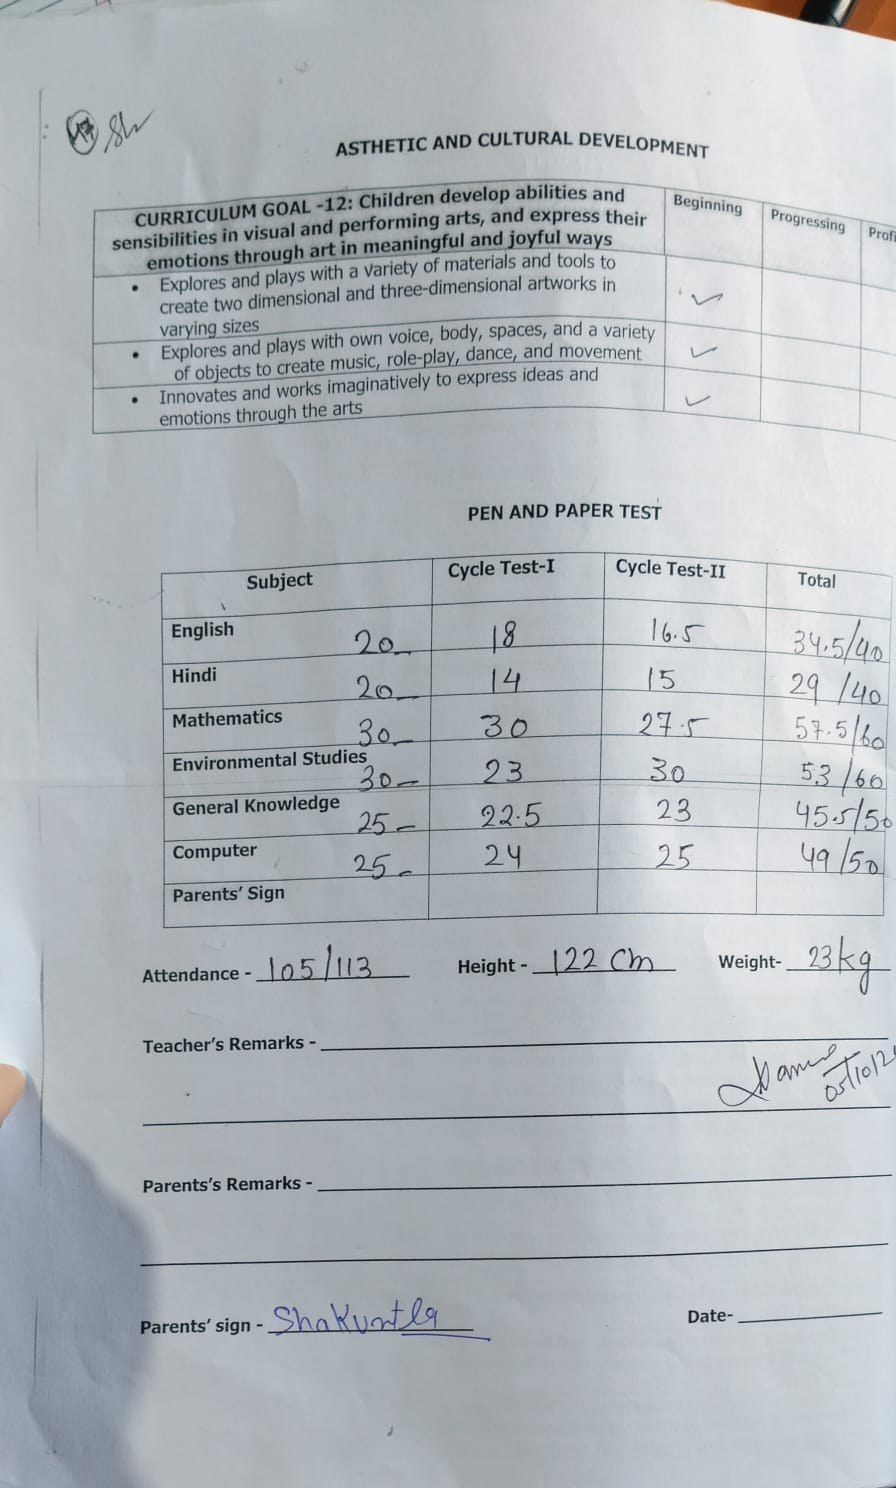 ASTHETIC AND CULTURAL DEVELOPMENT
CURRICULUM GOAL -12: Children develop abilities and
sensibilities in visual and performing arts, and express their
emotions through art in meaningful and joyful ways
Beginning
Progressing
Profi
• Explores and plays with a variety of materials and tools to
create two dimensional and three-dimensional artworks in
varying sizes
• Explores and plays with own voice, body, spaces, and a variety
of objects to create music, role-play, dance, and movement
• Innovates and works imaginatively to express ideas and
emotions through the arts
PEN AND PAPER TEST
Subject Cycle Test-I Cycle Test-II Total
English 20 18 16.5 34.5/40
Hindi 20 14 15 29/40
Mathematics 30 30 27.5 57.5/60
Environmental Studies 30 23 30 53/60
General Knowledge 25 22.5 23 45.5/50
Computer 25 24 25 49/50
Parents' Sign
Attendance - 105/113 Height - 122 cm Weight- 23kg
Teacher's Remarks -
05/10/2
Parents's Remarks -
Parents' sign - Shakuntla Date-